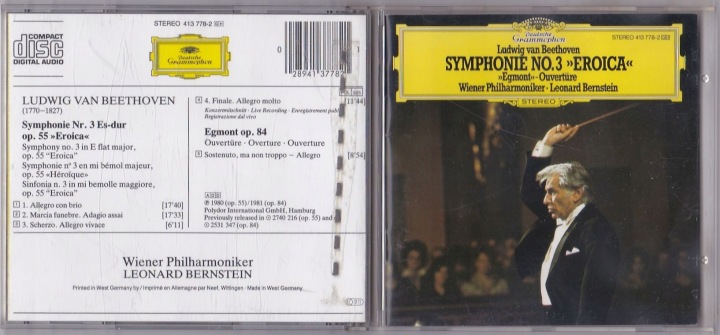 COMPACT
disc
DIGITAL AUDIO
STEREO 413 778-2
Deutsche
Grammophon
0
28941 3778
LUDWIG VAN BEETHOVEN
(1770–1827)
Symphonie Nr. 3 Es-dur
op. 55 »Eroica«
Symphony no. 3 in E flat major,
op. 55 "Eroica"
Symphonie nº 3 en mi bémol majeur,
op. 55 «Héroïque»
Sinfonia n. 3 in mi bemolle maggiore,
op. 55 "Eroica"
1 1. Allegro con brio [17'40]
2 2. Marcia funebre. Adagio assai [17'33]
3 3. Scherzo. Allegro vivace [6'11]
4 4. Finale. Allegro molto [11'44]
Konzertmitschnitt · Live Recording · Enregistrement public
Registrazione dal vivo
Egmont op. 84
Ouvertüre · Overture · Ouverture
5 Sostenuto, ma non troppo – Allegro [8'54]
ADD
℗ 1980 (op. 55)/1981 (op. 84)
Polydor International GmbH, Hamburg
Previously released in 2740 216 (op. 55) and
2531 347 (op. 84)
Wiener Philharmoniker
LEONARD BERNSTEIN
Printed in West Germany by / Imprimé en Allemagne par Neef, Wittingen · Made in West Germany
Deutsche
Grammophon
STEREO 413 778-2
Ludwig van Beethoven
SYMPHONIE NO. 3 »EROICA«
»Egmont«-Ouvertüre
Wiener Philharmoniker · Leonard Bernstein
STEREO